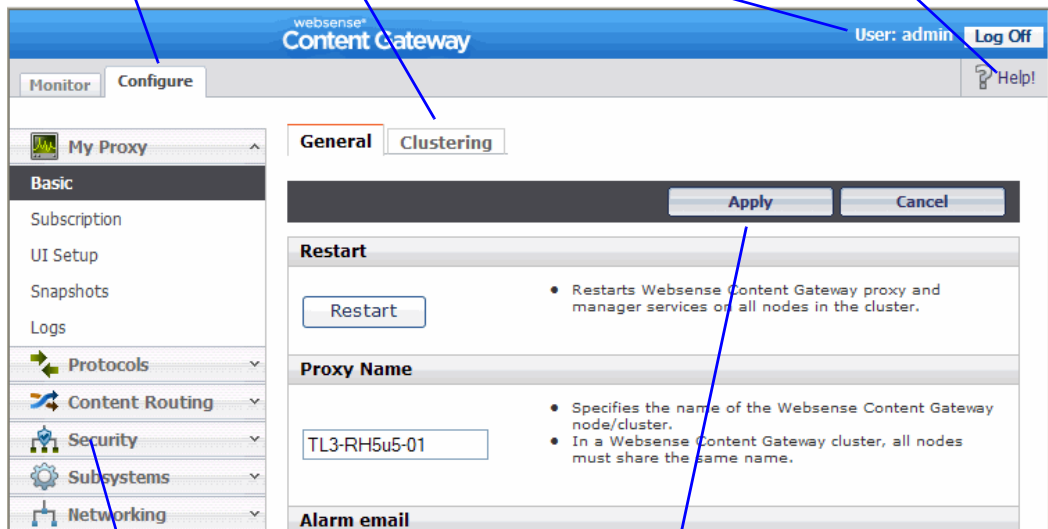 websense®
Content Gateway
User: admin Log Off
Monitor Configure
Help!
My Proxy
Basic
Subscription
UI Setup
Snapshots
Logs
Protocols
Content Routing
Security
Subsystems
Networking
General Clustering
Apply Cancel
Restart
Restart
• Restarts Websense Content Gateway proxy and
manager services on all nodes in the cluster.
Proxy Name
TL3-RH5u5-01
• Specifies the name of the Websense Content Gateway
node/cluster.
• In a Websense Content Gateway cluster, all nodes
must share the same name.
Alarm email